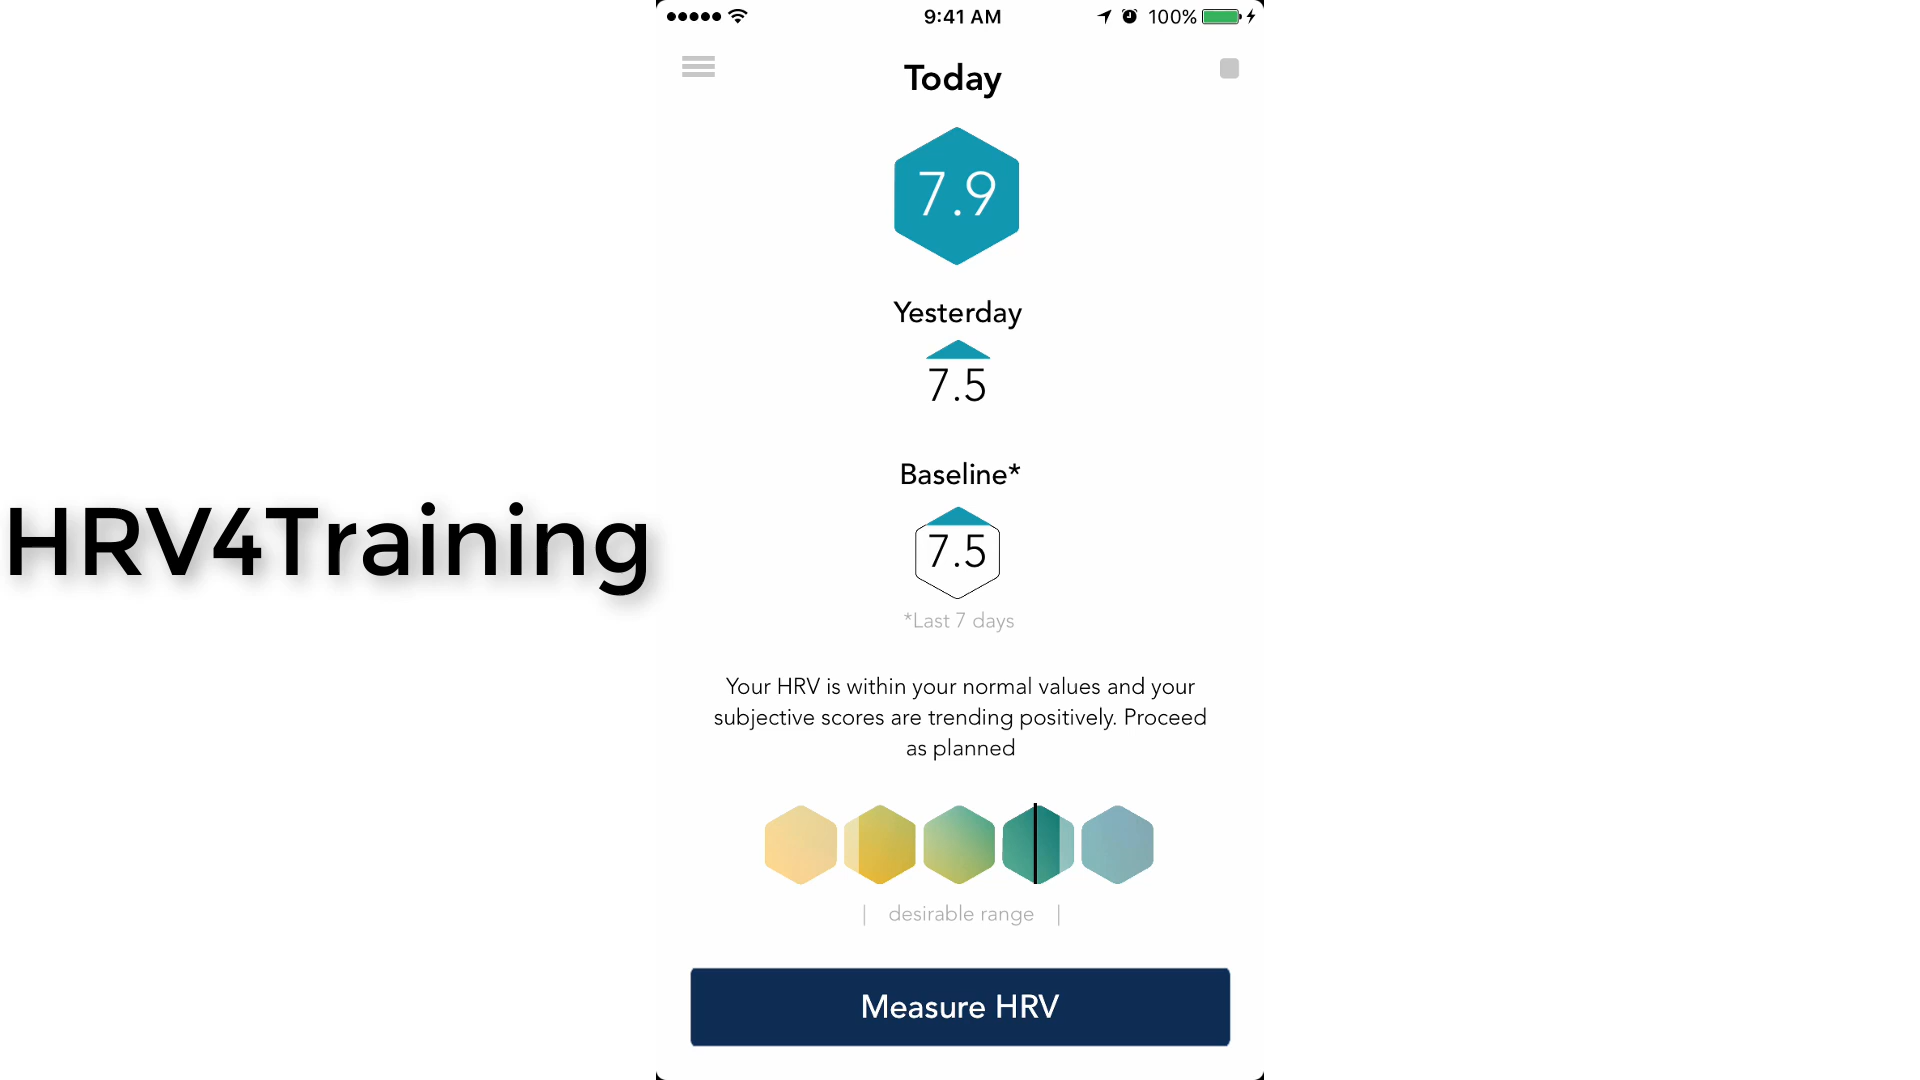 9:41 AM
100%
Today
7.9
Yesterday
7.5
Baseline*
7.5
*Last 7 days
HRV4Training
Your HRV is within your normal values and your
subjective scores are trending positively. Proceed
as planned
| desirable range |
Measure HRV